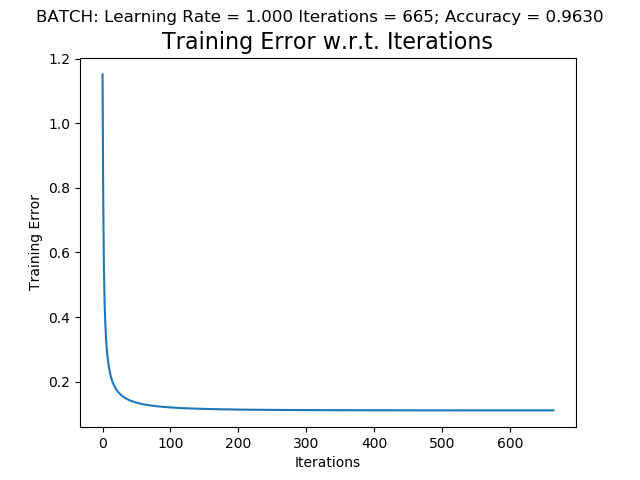 BATCH: Learning Rate = 1.000 Iterations = 665; Accuracy = 0.9630
Training Error w.r.t. Iterations
1.2
1.0
0.8
0.6
0.4
0.2
Training Error
0 100 200 300 400 500 600
Iterations